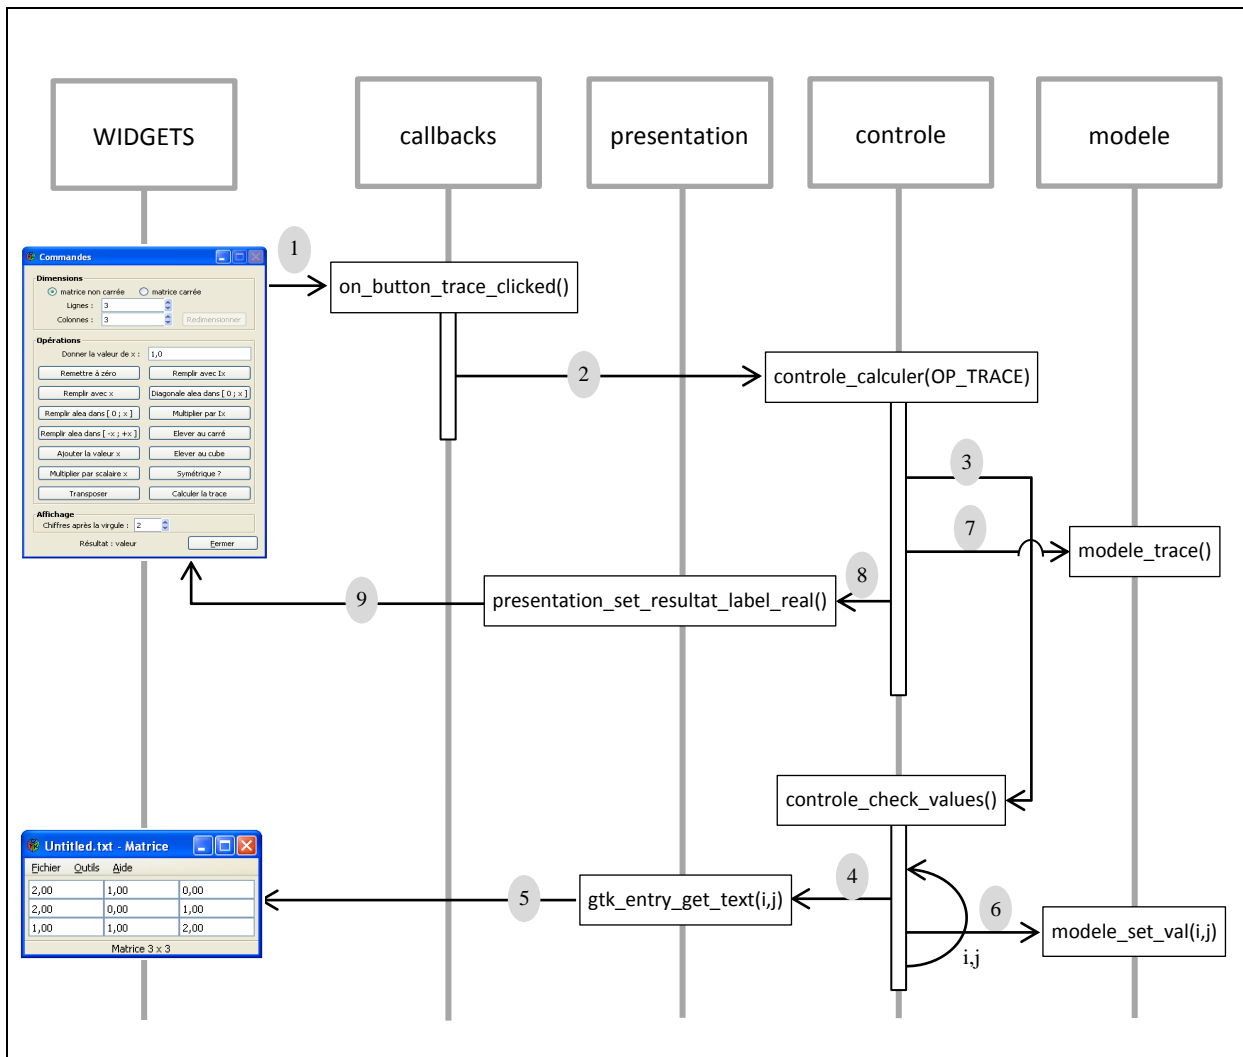 WIDGETS
callbacks
presentation
controle
modele
1
on_button_trace_clicked()
Commandes
Dimensions
matrice non carrée
matrice carrée
Lignes :
3
Colonnes :
3
Redimensionner
Opérations
Donner la valeur de x :
1,0
Remettre à zéro
Remplir avec Ix
Remplir avec x
Diagonale alea dans [ 0 ; x ]
Remplir alea dans [ 0 ; x ]
Multiplier par Ix
Remplir alea dans [ -x ; +x ]
Elever au carré
Ajouter la valeur x
Elever au cube
Multiplier par scalaire x
Symétrique ?
Transposer
Calculer la trace
Affichage
Chiffres après la virgule :
2
Résultat : valeur
Fermer
2
controle_calculer(OP_TRACE)
3
7
modele_trace()
8
presentation_set_resultat_label_real()
9
controle_check_values()
Untitled.txt - Matrice
Fichier Outils Aide
2,00 1,00 0,00
2,00 0,00 1,00
1,00 1,00 2,00
Matrice 3 x 3
5
gtk_entry_get_text(i,j)
4
6
modele_set_val(i,j)
i,j